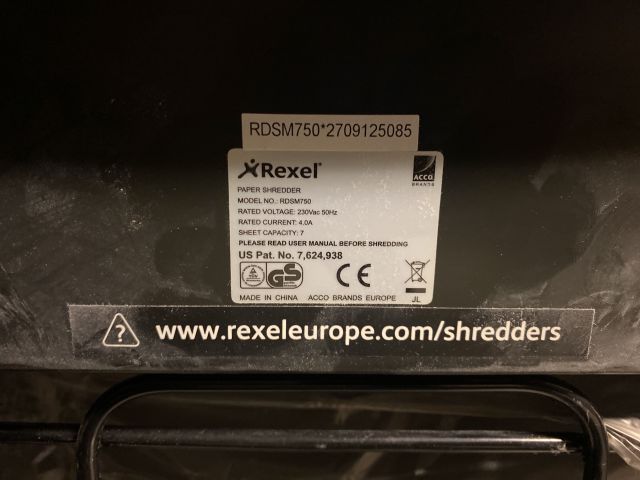 RDSM750*2709125085
Rexel®
ACCO
BRANDS
PAPER SHREDDER
MODEL NO.: RDSM750
RATED VOLTAGE: 230Vac 50Hz
RATED CURRENT: 4.0A
SHEET CAPACITY: 7
PLEASE READ USER MANUAL BEFORE SHREDDING
US Pat. No. 7,624,938
GS
CE
MADE IN CHINA ACCO BRANDS EUROPE JL
? www.rexeleurope.com/shredders